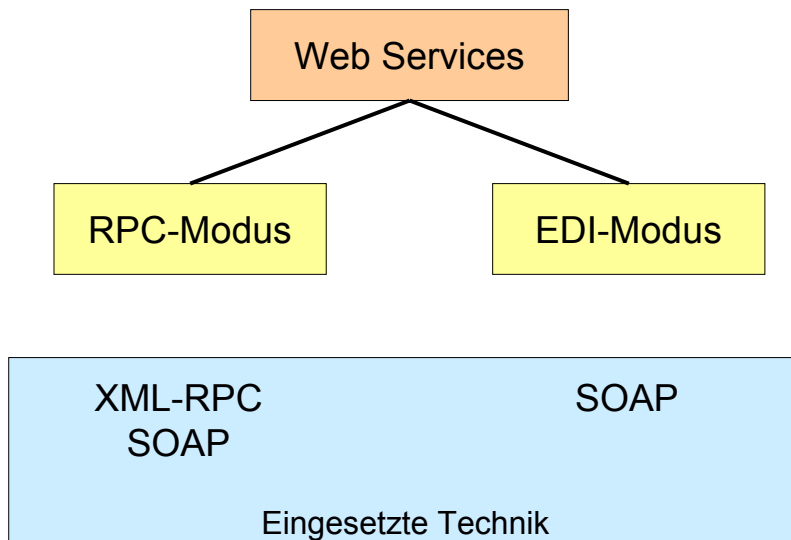 Web Services
RPC-Modus
EDI-Modus
XML-RPC
SOAP
SOAP
Eingesetzte Technik